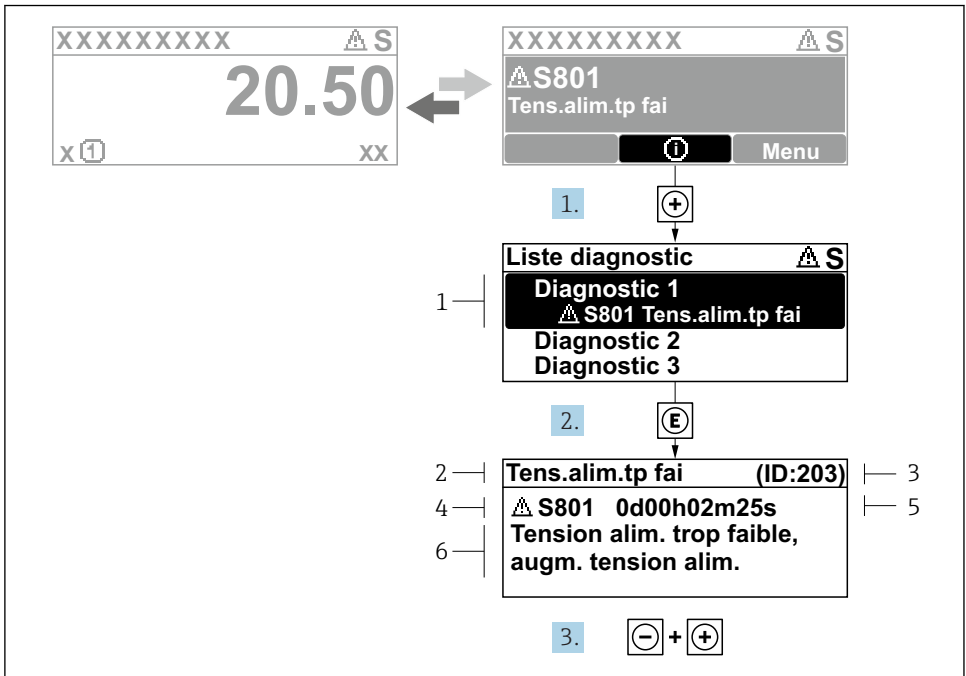 XXXXXXXXX ⚠ S
20.50
X ① XX
XXXXXXXXX ⚠ S
⚠ S801
Tens.alim.tp fai
ⓘ Menu
1. +
Liste diagnostic ⚠ S
1
Diagnostic 1
⚠ S801 Tens.alim.tp fai
Diagnostic 2
Diagnostic 3
2. E
2 Tens.alim.tp fai (ID:203) 3
4 ⚠ S801 0d00h02m25s 5
6
Tension alim. trop faible,
augm. tension alim.
3. - + +